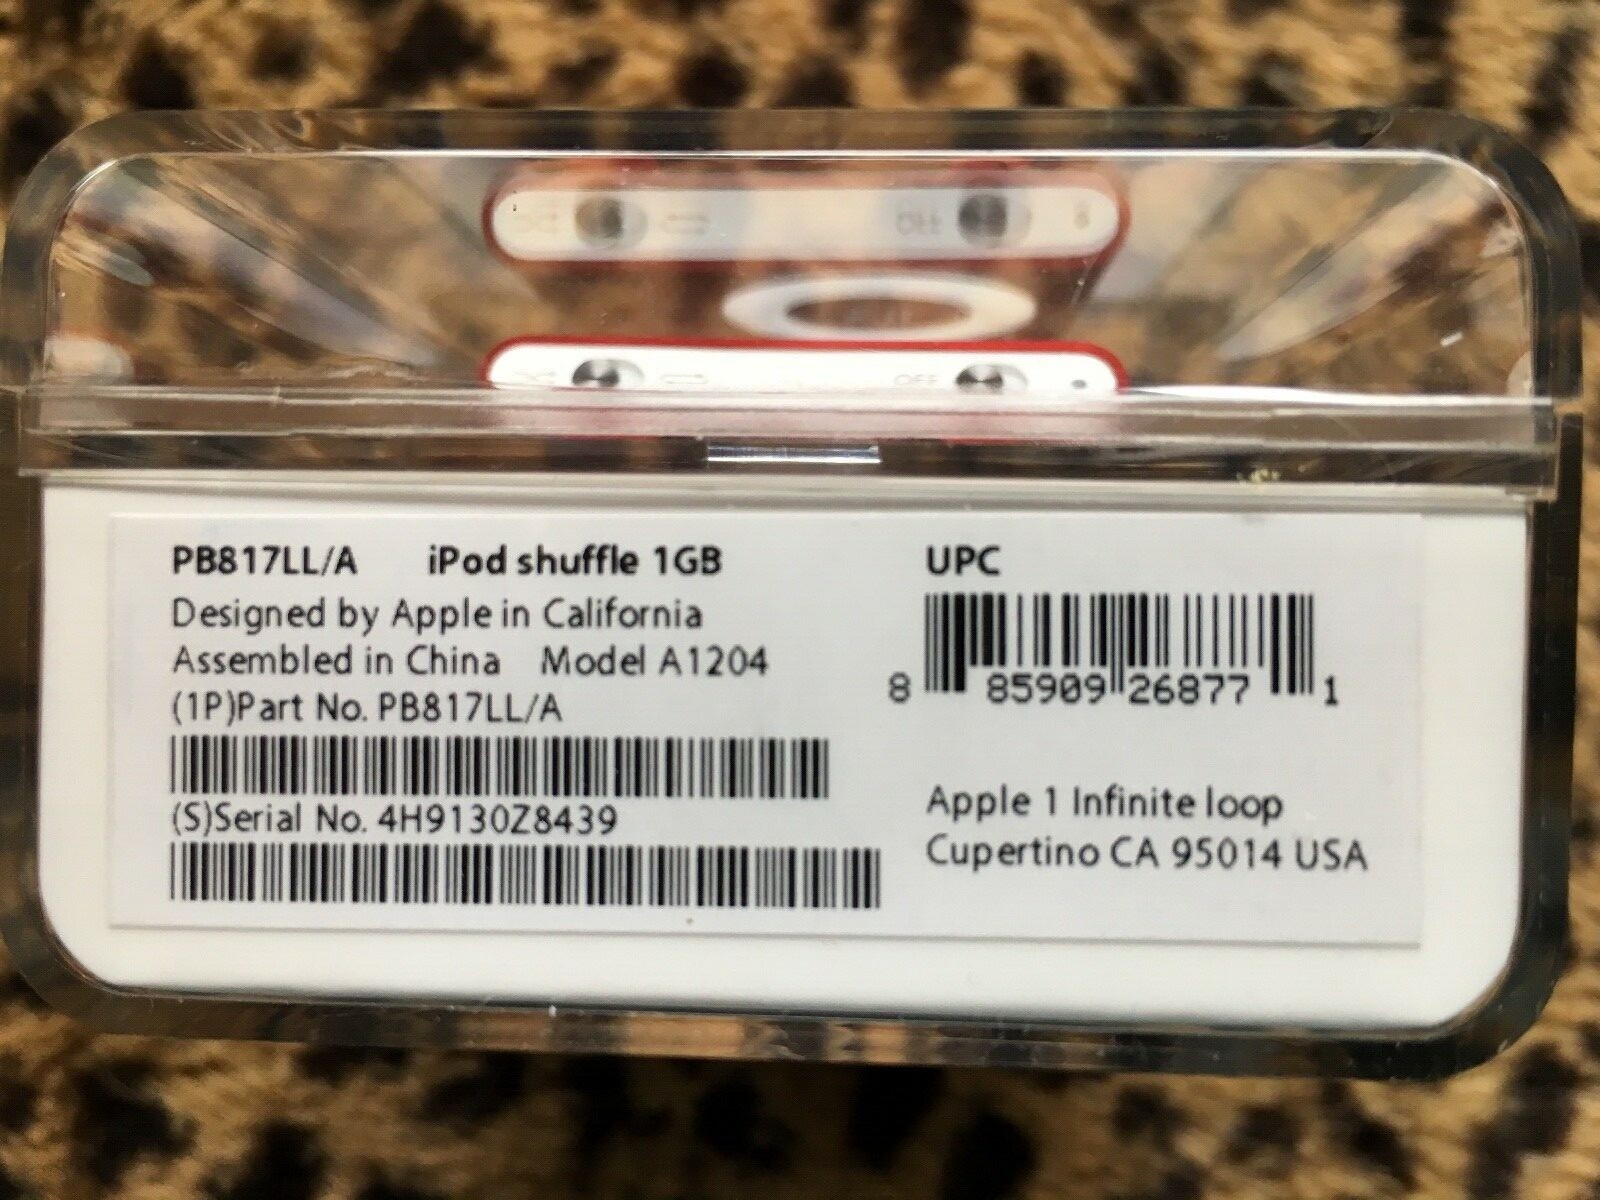 OFF
PB817LL/A iPod shuffle 1GB
Designed by Apple in California
Assembled in China Model A1204
(1P)Part No. PB817LL/A
(S)Serial No. 4H9130Z8439
UPC
8 85909 26877 1
Apple 1 Infinite loop
Cupertino CA 95014 USA